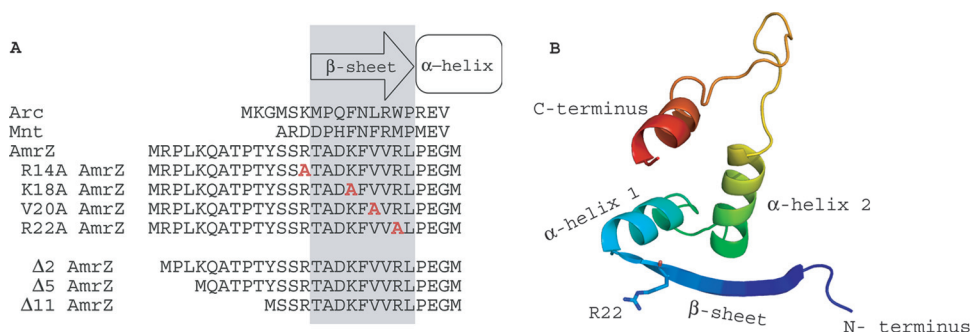 A
β-sheet
α-helix
Arc MKGMSKMPQFNLRWPREV
Mnt ARDDPHFNFRMPMEV
AmrZ MRPLKQATPTYSSRTADKFVVRLPEGM
R14A AmrZ MRPLKQATPTYSSATADKFVVRLPEGM
K18A AmrZ MRPLKQATPTYSSRTADAFVVRLPEGM
V20A AmrZ MRPLKQATPTYSSRTADKFAVRLPEGM
R22A AmrZ MRPLKQATPTYSSRTADKFVVALPEGM
Δ2 AmrZ MPLKQATPTYSSRTADKFVVRLPEGM
Δ5 AmrZ MQATPTYSSRTADKFVVRLPEGM
Δ11 AmrZ MSSRTADKFVVRLPEGM
B
C-terminus
α-helix 1
α-helix 2
R22
β-sheet
N- terminus